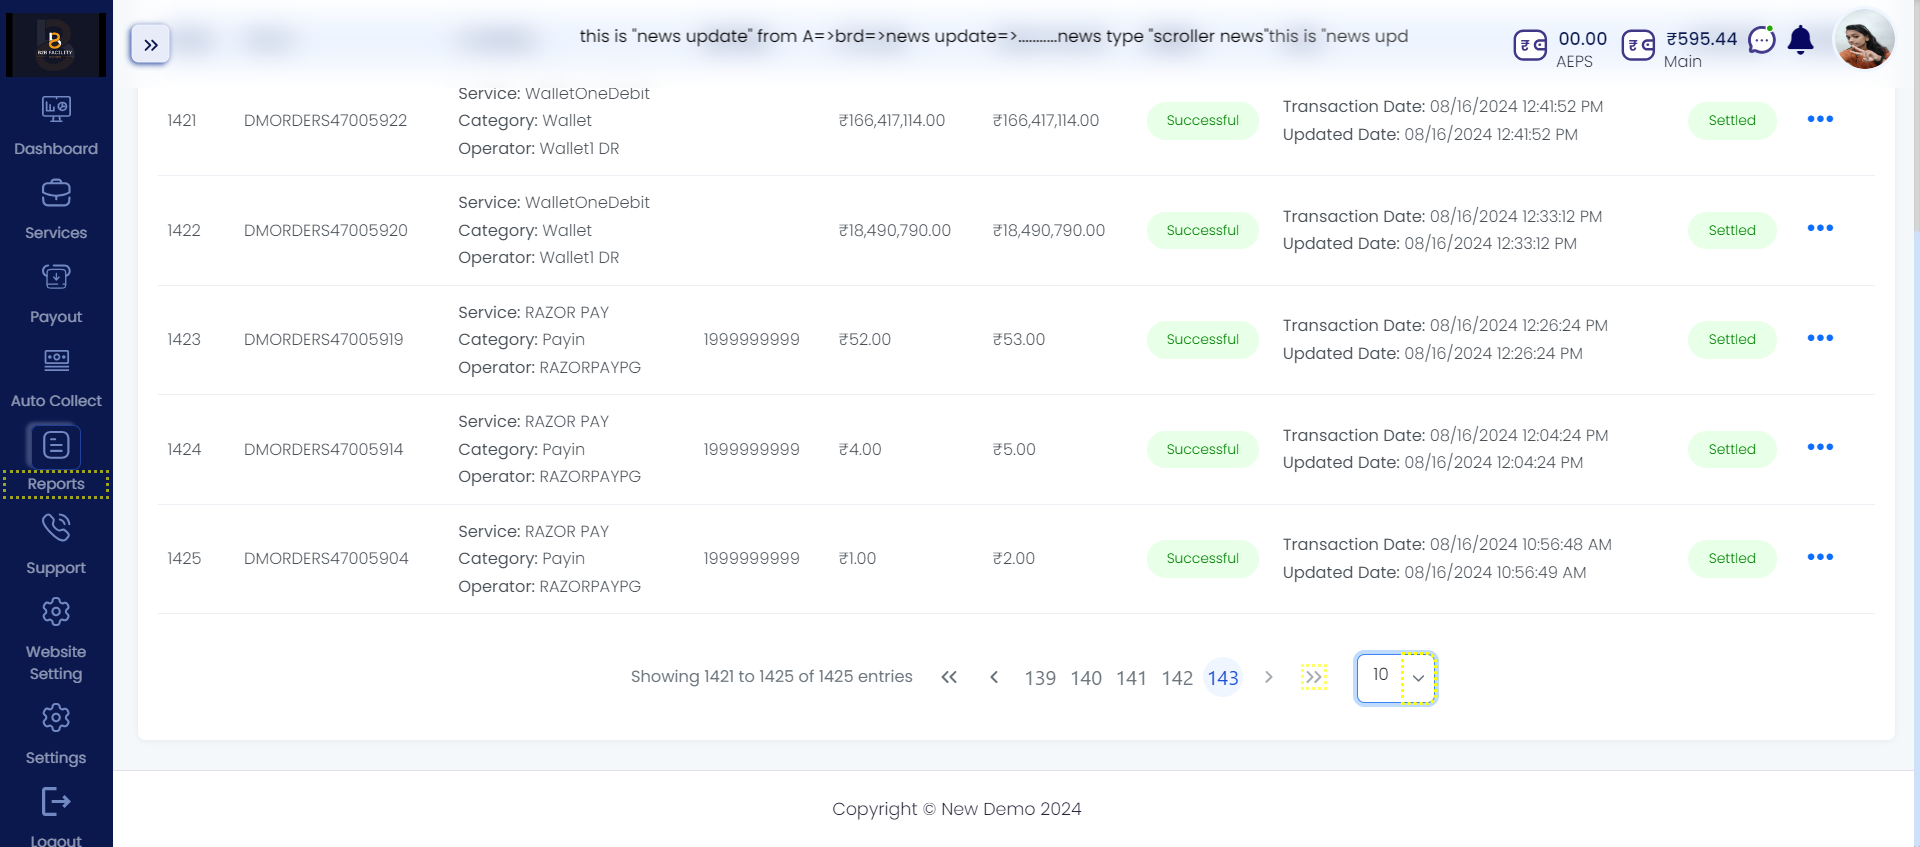 B2B FACILITY
this is "news update" from A=>brd=>news update=>...........news type "scroller news"this is "news upd
00.00
AEPS
₹595.44
Main
Dashboard
Services
Payout
Auto Collect
Reports
Support
Website
Setting
Settings
Logout
Service: WalletOneDebit
1421 DMORDERS47005922 Category: Wallet ₹166,417,114.00 ₹166,417,114.00 Successful Transaction Date: 08/16/2024 12:41:52 PM Settled
Operator: Wallet1 DR Updated Date: 08/16/2024 12:41:52 PM
Service: WalletOneDebit
1422 DMORDERS47005920 Category: Wallet ₹18,490,790.00 ₹18,490,790.00 Successful Transaction Date: 08/16/2024 12:33:12 PM Settled
Operator: Wallet1 DR Updated Date: 08/16/2024 12:33:12 PM
Service: RAZOR PAY
1423 DMORDERS47005919 Category: Payin 1999999999 ₹52.00 ₹53.00 Successful Transaction Date: 08/16/2024 12:26:24 PM Settled
Operator: RAZORPAYPG Updated Date: 08/16/2024 12:26:24 PM
Service: RAZOR PAY
1424 DMORDERS47005914 Category: Payin 1999999999 ₹4.00 ₹5.00 Successful Transaction Date: 08/16/2024 12:04:24 PM Settled
Operator: RAZORPAYPG Updated Date: 08/16/2024 12:04:24 PM
Service: RAZOR PAY
1425 DMORDERS47005904 Category: Payin 1999999999 ₹1.00 ₹2.00 Successful Transaction Date: 08/16/2024 10:56:48 AM Settled
Operator: RAZORPAYPG Updated Date: 08/16/2024 10:56:49 AM
Showing 1421 to 1425 of 1425 entries 139 140 141 142 143 10
Copyright © New Demo 2024